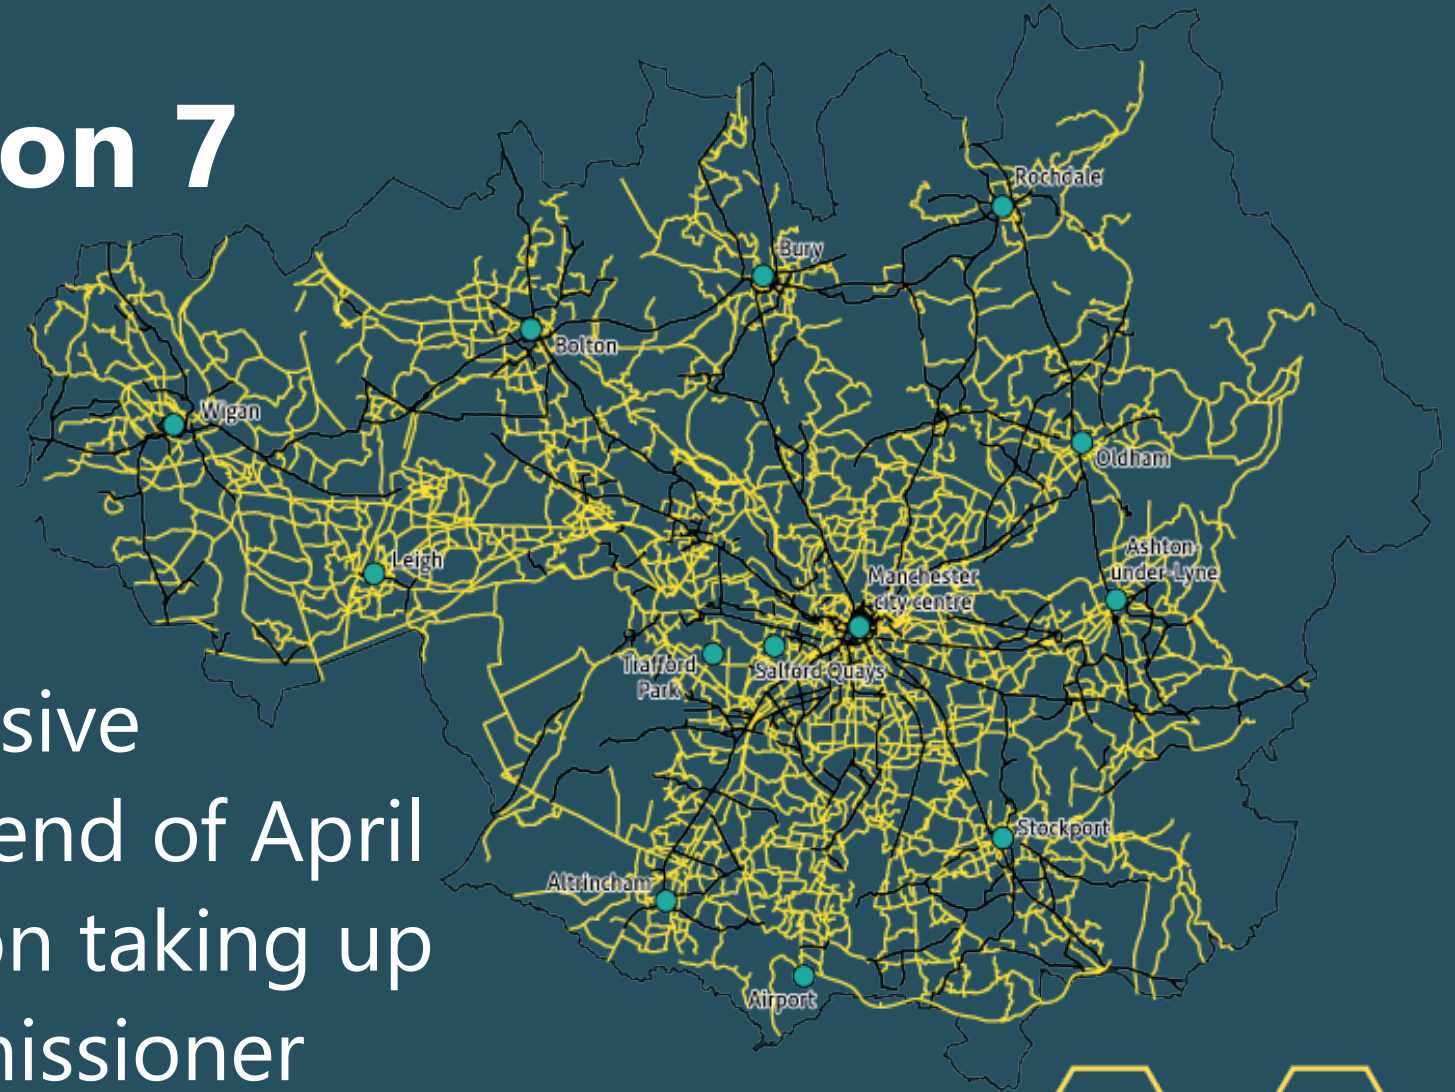 on 7
sive
end of April
on taking up
nissioner
Rochdale
Bury
Bolton
Wigan
Oldham
Leigh
Ashton-
under-Lyne
Manchester
city centre
Trafford
Park
Salford Quays
Stockport
Altrincham
Airport